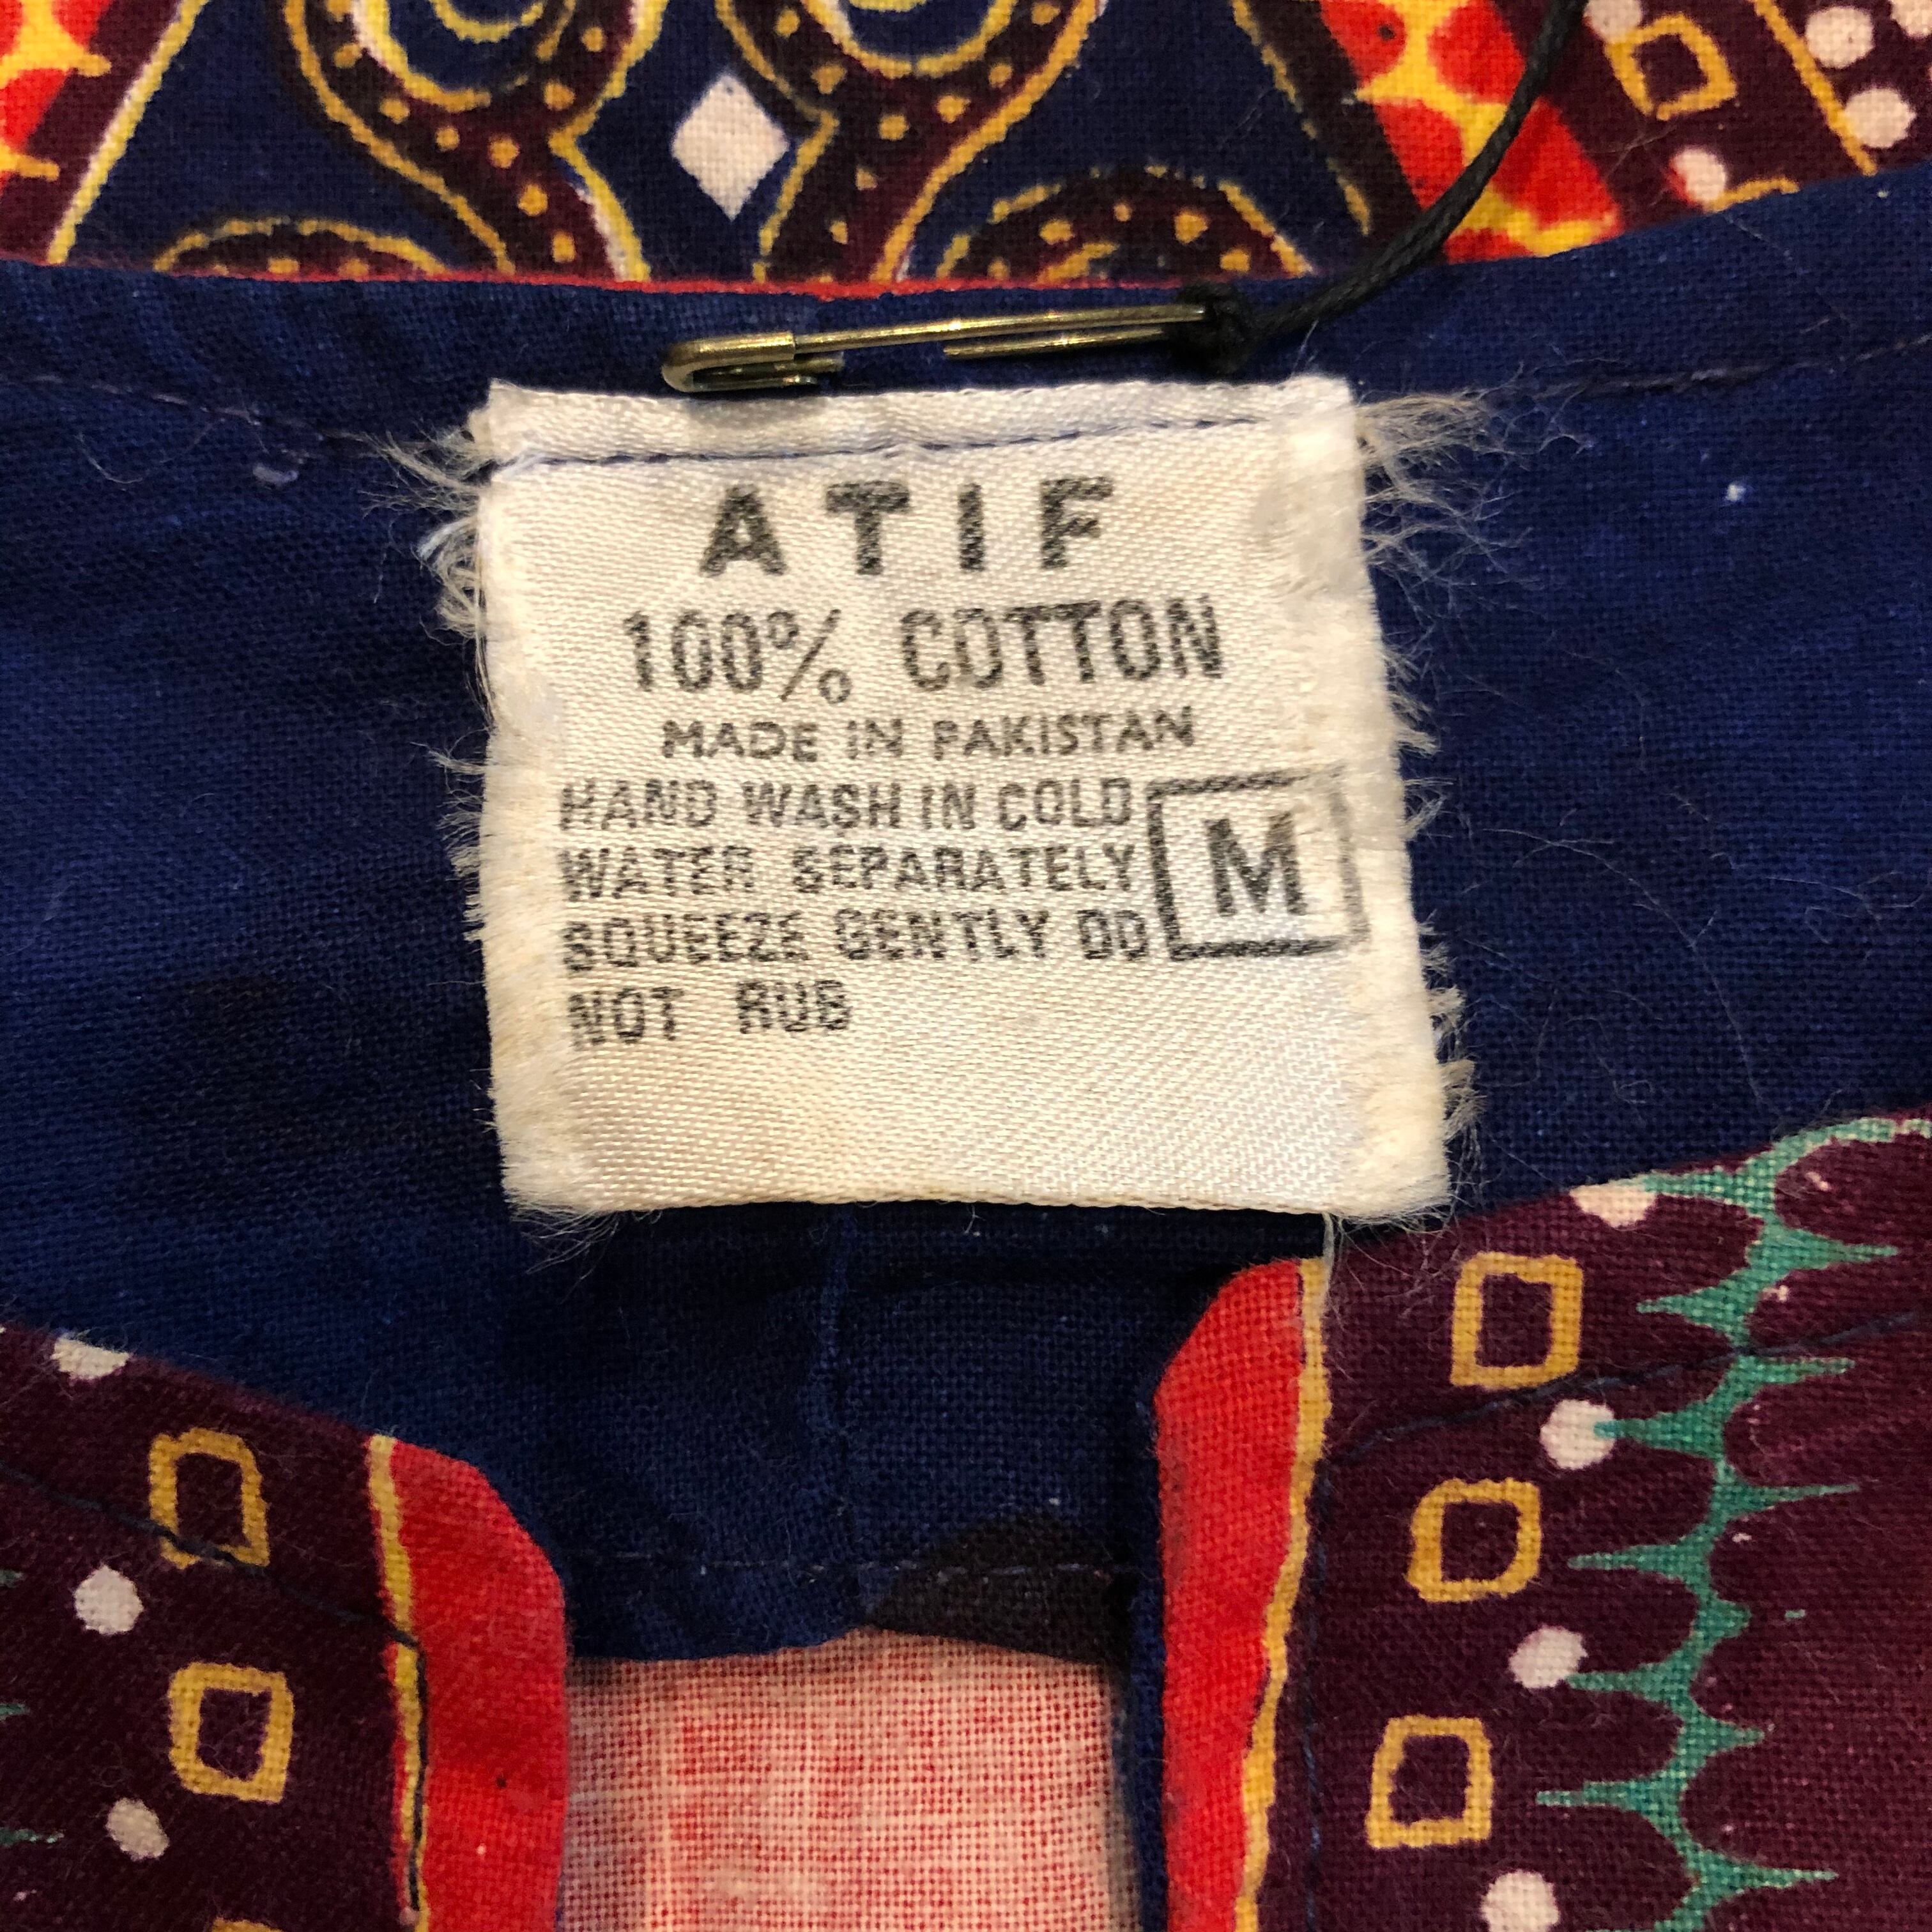 ATIF
100% COTTON
MADE IN PAKISTAN
HAND WASH IN COLD
WATER SEPARATELY
SQUEEZE GENTLY DO
NOT RUB
M